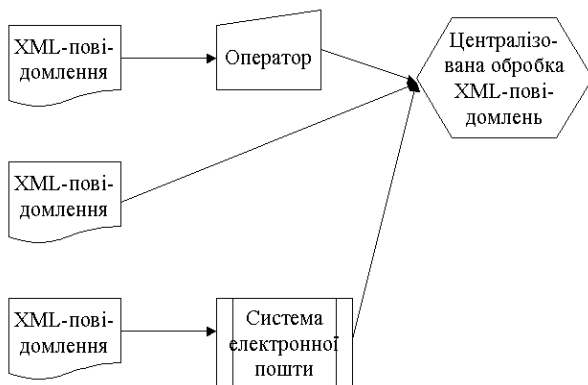 XML-пові-
домлення
Оператор
Централізо-
вана обробка
XML-пові-
домлень
XML-пові-
домлення
XML-пові-
домлення
Система
електронної
пошти